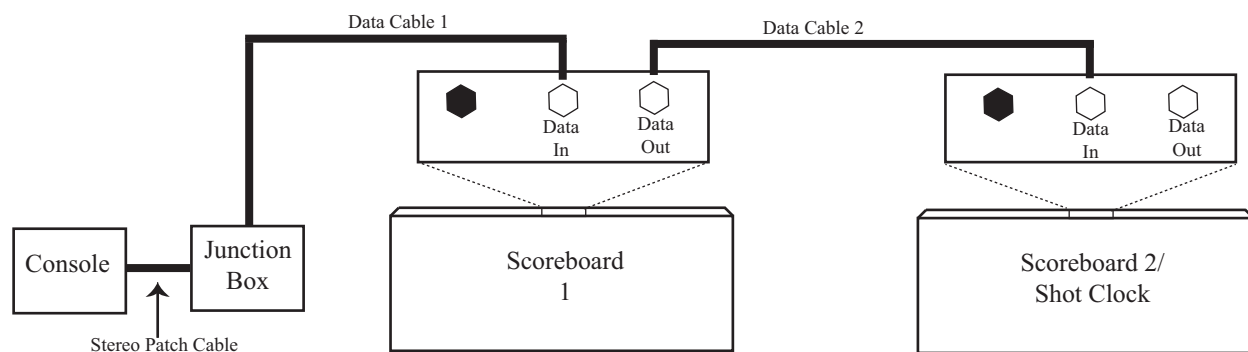 Data Cable 1
Data Cable 2
Data
In
Data
Out
Data
In
Data
Out
Console
Junction
Box
Stereo Patch Cable
Scoreboard
1
Scoreboard 2/
Shot Clock